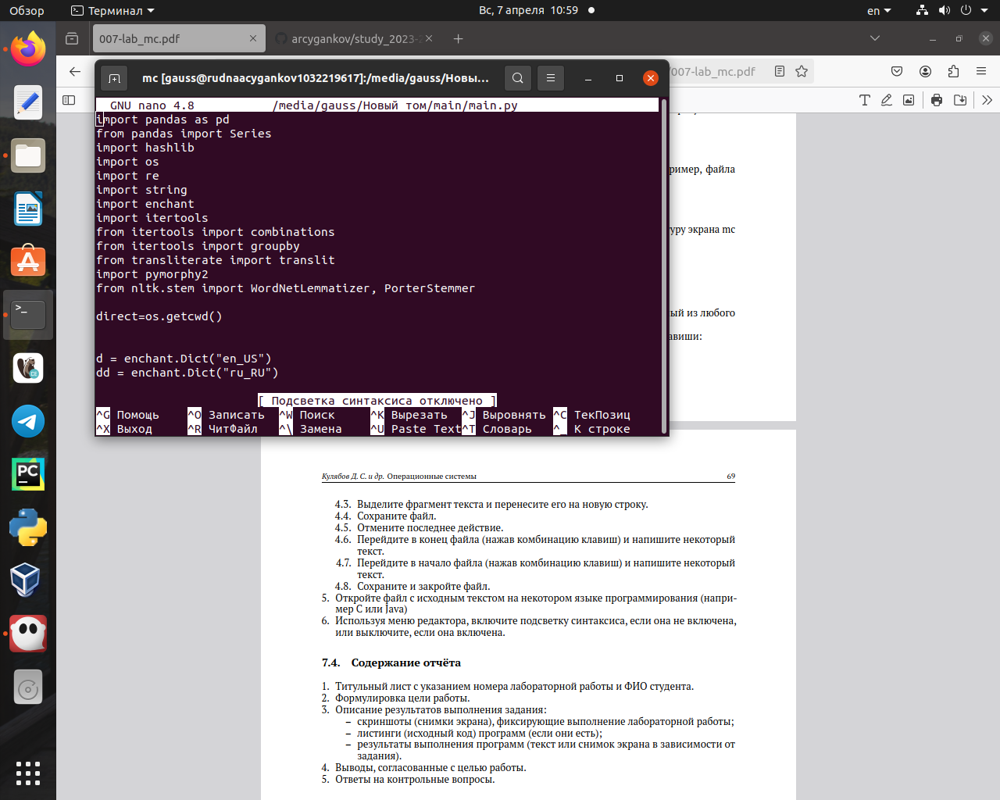 Обзор
Терминал
Вс, 7 апреля 10:59
en
007-lab_mc.pdf
arcygankov/study_2023-2
/007-lab_mc.pdf
mc [gauss@rudnaacygankov1032219617]:/media/gauss/Новы…
GNU nano 4.8 /media/gauss/Новый том/main/main.py
import pandas as pd
from pandas import Series
import hashlib
import os
import re
import string
import enchant
import itertools
from itertools import combinations
from itertools import groupby
from transliterate import translit
import pymorphy2
from nltk.stem import WordNetLemmatizer, PorterStemmer
direct=os.getcwd()
d = enchant.Dict("en_US")
dd = enchant.Dict("ru_RU")
[ Подсветка синтаксиса отключено ]
^G Помощь ^O Записать ^W Поиск ^K Вырезать ^J Выровнять ^C ТекПозиц
^X Выход ^R ЧитФайл ^\ Замена ^U Paste Text ^T Словарь ^_ К строке
ример, файла
туру экрана mc
ый из любого
авиши:
Кулябов Д. С. и др. Операционные системы 69
4.3. Выделите фрагмент текста и перенесите его на новую строку.
4.4. Сохраните файл.
4.5. Отмените последнее действие.
4.6. Перейдите в конец файла (нажав комбинацию клавиш) и напишите некоторый
текст.
4.7. Перейдите в начало файла (нажав комбинацию клавиш) и напишите некоторый
текст.
4.8. Сохраните и закройте файл.
5. Откройте файл с исходным текстом на некотором языке программирования (напри-
мер C или Java)
6. Используя меню редактора, включите подсветку синтаксиса, если она не включена,
или выключите, если она включена.
7.4. Содержание отчёта
1. Титульный лист с указанием номера лабораторной работы и ФИО студента.
2. Формулировка цели работы.
3. Описание результатов выполнения задания:
– скриншоты (снимки экрана), фиксирующие выполнение лабораторной работы;
– листинги (исходный код) программ (если они есть);
– результаты выполнения программ (текст или снимок экрана в зависимости от
задания).
4. Выводы, согласованные с целью работы.
5. Ответы на контрольные вопросы.